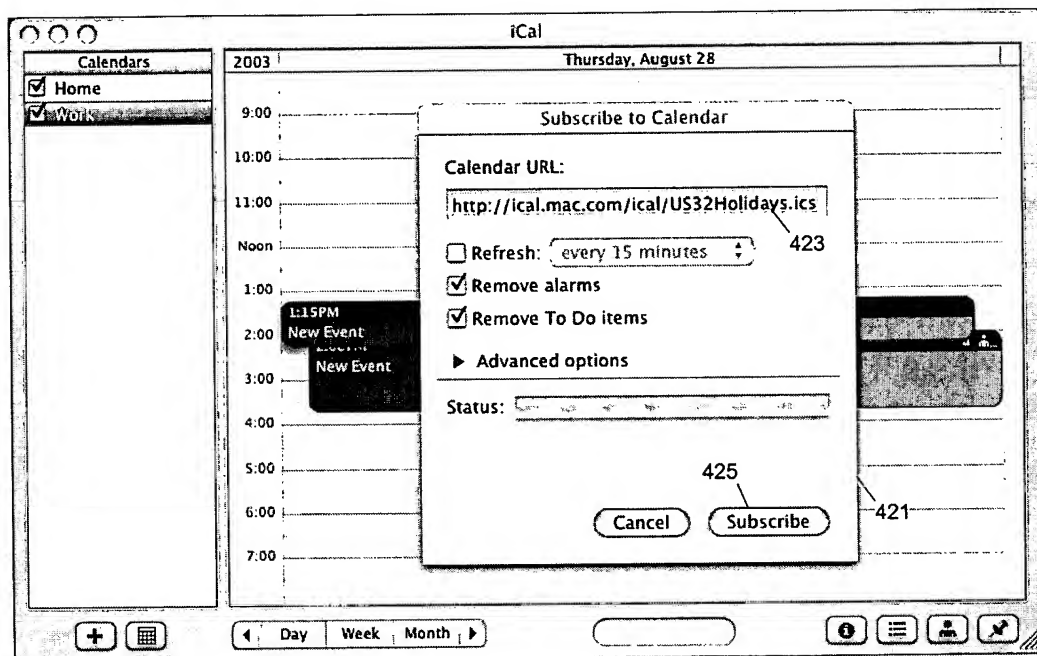 iCal
Calendars
Home
Work
2003
Thursday, August 28
9:00
10:00
11:00
Noon
1:00
2:00
3:00
4:00
5:00
6:00
7:00
1:15PM
New Event
New Event
Subscribe to Calendar
Calendar URL:
http://ical.mac.com/ical/US32Holidays.ics
423
Refresh: every 15 minutes
Remove alarms
Remove To Do items
Advanced options
Status:
425
421
Cancel Subscribe
Day Week Month